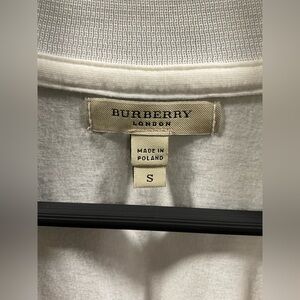 BURBERRY
LONDON
MADE IN
POLAND
S